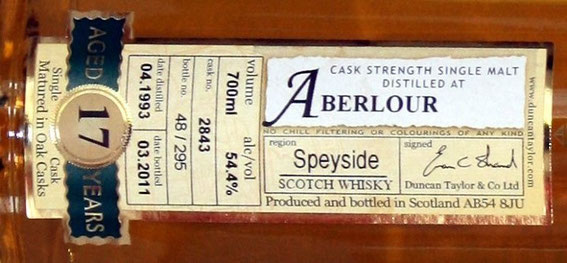 CASK STRENGTH SINGLE MALT
DISTILLED AT
ABERLOUR
NO CHILL FILTERING OR COLOURINGS OF ANY KIND
region
Speyside
SCOTCH WHISKY
signed
Duncan Taylor & Co Ltd
Produced and bottled in Scotland AB54 8JU
www.duncantaylor.com
volume
700ml
alc/vol
54.4%
cask no.
2843
bottle no.
48/295
date distilled
04.1993
date bottled
03.2011
AGED
17
YEARS
Single Cask
Matured in Oak Casks